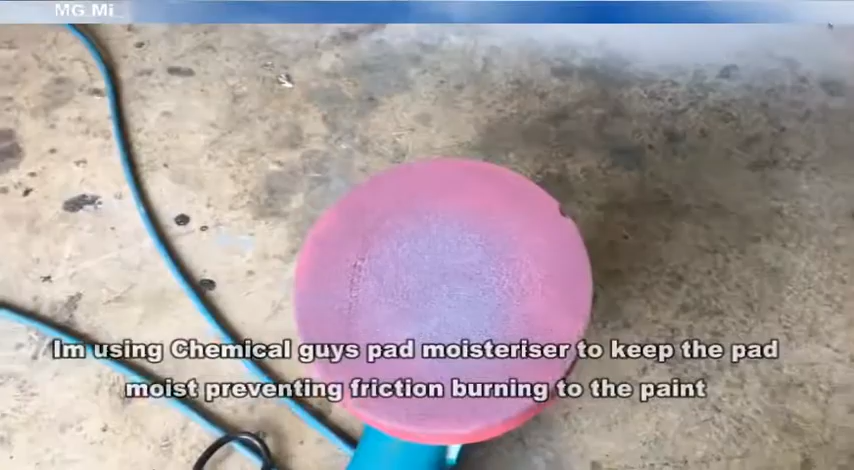 MG Mi
Im using Chemical guys pad moisteriser to keep the pad
moist preventing friction burning to the paint